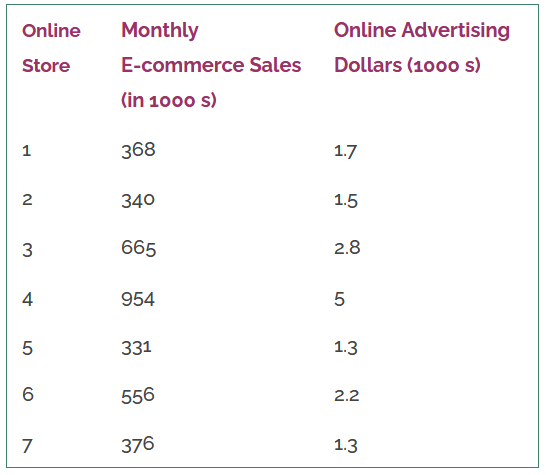 Online Monthly Online Advertising
Store E-commerce Sales Dollars (1000 s)
(in 1000 s)
1 368 1.7
2 340 1.5
3 665 2.8
4 954 5
5 331 1.3
6 556 2.2
7 376 1.3